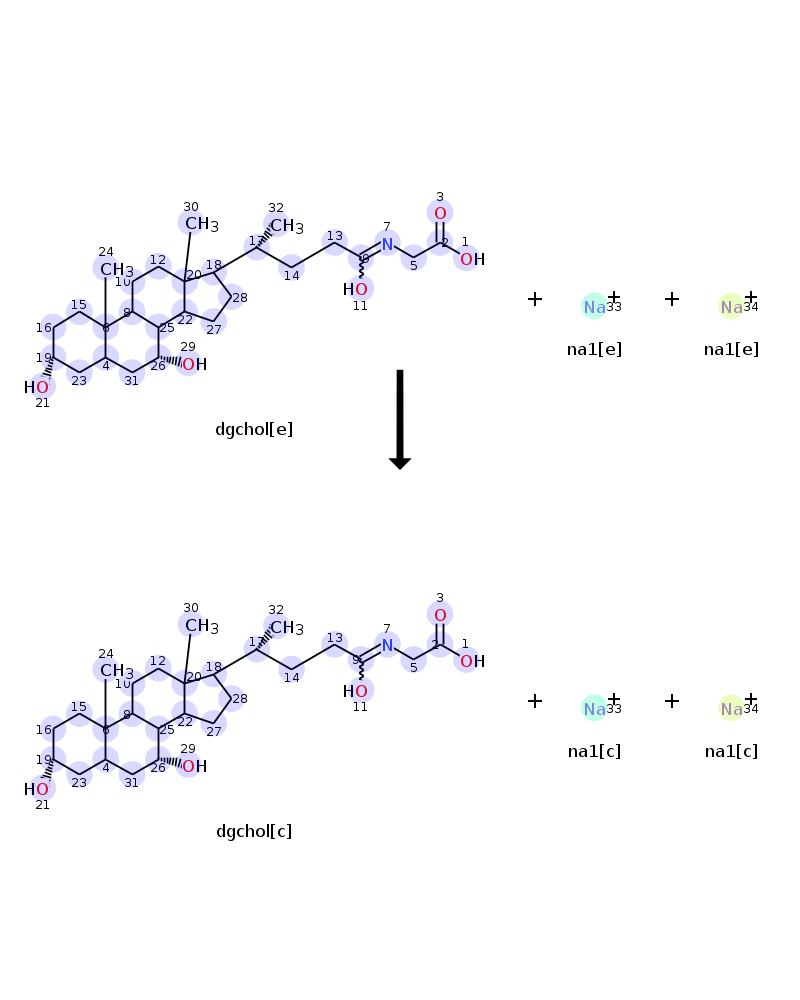 30
CH3
32
CH3
3
O
7
N
1
OH
2
13
17
9
5
14
HO
11
24
CH3
12
20
18
10
28
15
8
25
22
27
16
6
29
OH
19
4
26
23
31
HO
21
dgchol[e]
+
Na+
33
na1[e]
+
Na+
34
na1[e]
30
CH3
32
CH3
3
O
7
N
1
OH
2
13
17
9
5
14
HO
11
24
CH3
12
20
18
10
28
15
8
25
22
27
16
6
29
OH
19
4
26
23
31
HO
21
dgchol[c]
+
Na+
33
na1[c]
+
Na+
34
na1[c]